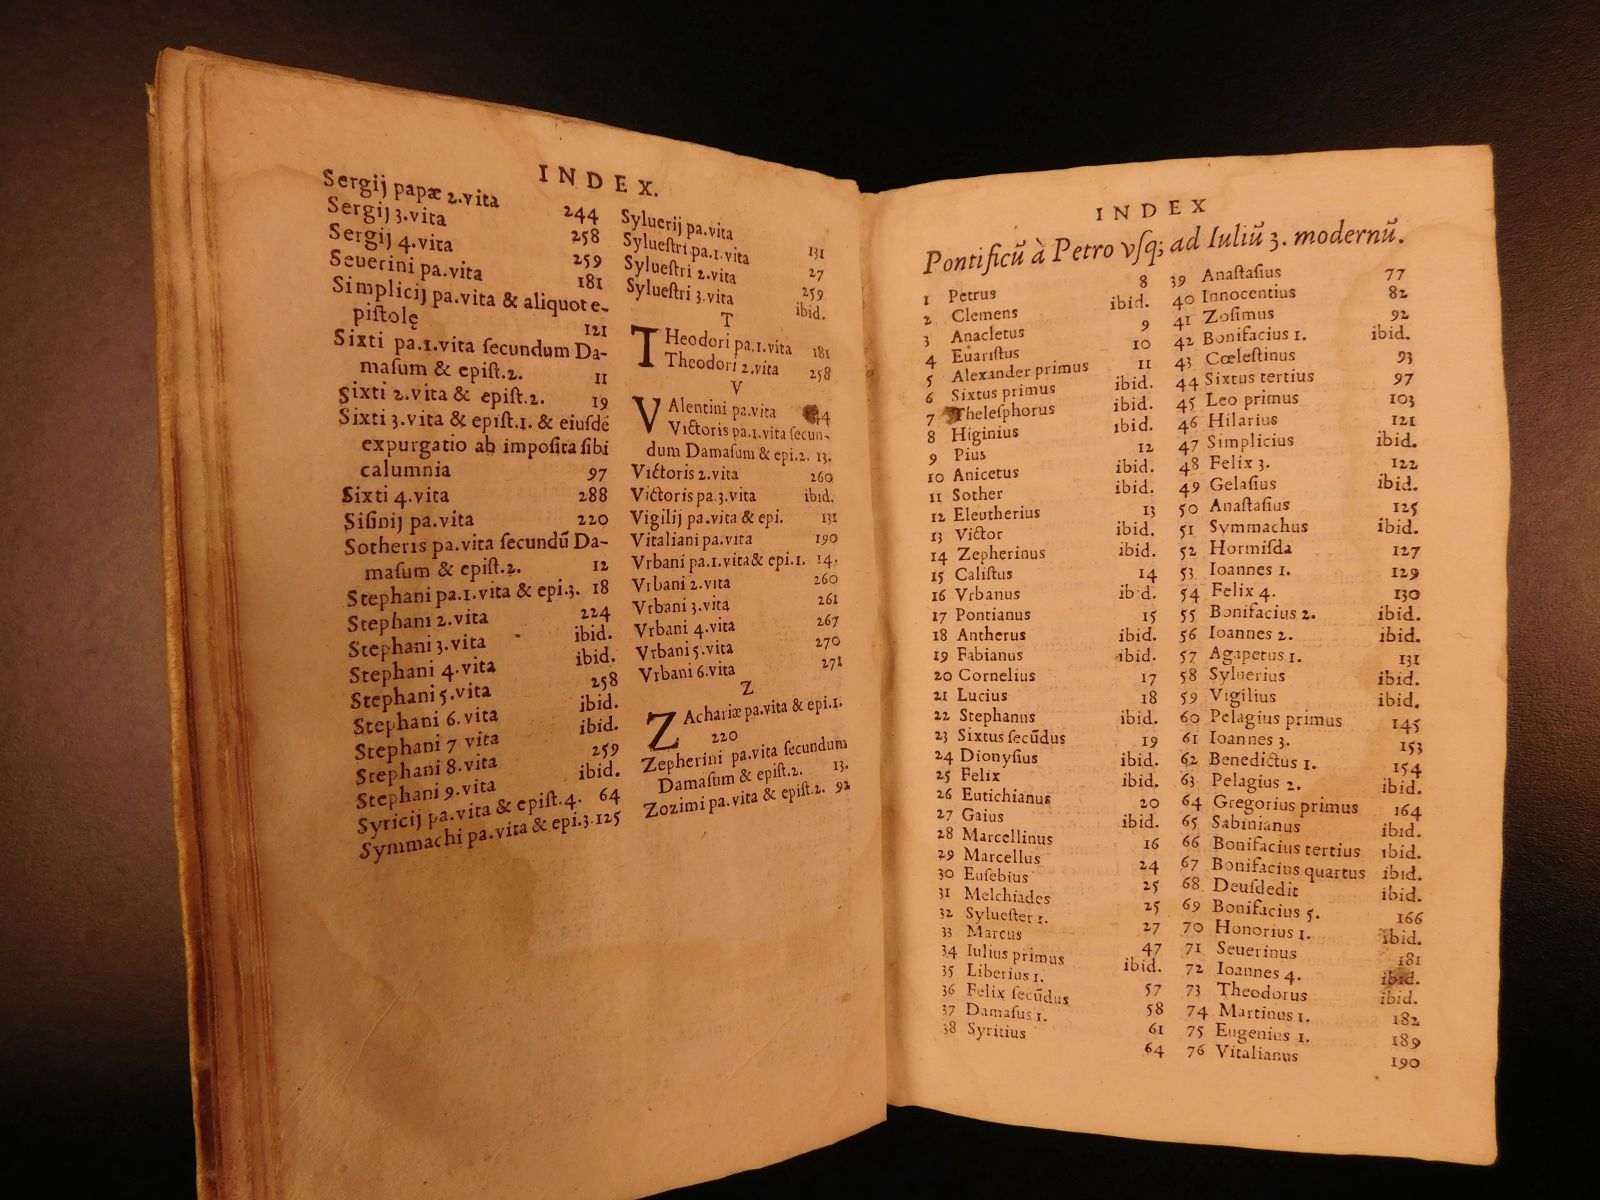 INDEX.
Sergij papæ 2.vita 244
Sergij 3.vita 258
Sergij 4.vita 259
Seuerini pa.vita 181
Simplicij pa.vita & aliquot e-
pistolę 121
Sixti pa.1.vita secundum Da-
masum & epist.2. 11
Sixti 2.vita & epist.2. 19
Sixti 3.vita & epist.1. & eiusdē
expurgatio ab imposita sibi
calumnia 97
Sixti 4.vita 288
Sisinij pa.vita 220
Sotheris pa.vita secundū Da-
masum & epist.2. 12
Stephani pa.1.vita & epi.3. 18
Stephani 2.vita 224
Stephani 3.vita ibid.
Stephani 4.vita ibid.
Stephani 5.vita 258
Stephani 6.vita ibid.
Stephani 7 vita ibid.
Stephani 8.vita 259
Stephani 9.vita ibid.
Syricij pa.vita & epist.4. 64
Symmachi pa.vita & epi.3.125
Syluerij pa.vita 131
Syluestri pa.1.vita 27
Syluestri 2.vita 259
Syluestri 3.vita ibid.
T
THeodori pa.1.vita 181
Theodori 2.vita 258
V
VAlentini pa.vita 244
Victoris pa.1.vita secun-
dum Damasum & epi.2. 13.
Victoris 2.vita 260
Victoris pa.3.vita ibid.
Vigilij pa.vita & epi. 131
Vitaliani pa.vita 190
Vrbani pa.1.vita& epi.1. 14.
Vrbani 2.vita 260
Vrbani 3.vita 261
Vrbani 4.vita 267
Vrbani 5.vita 270
Vrbani 6.vita 271
Z
ZAchariæ pa.vita & epi.1.
220
Zepherini pa.vita secundum
Damasum & epist.2. 13.
Zozimi pa.vita & epist.2. 92
INDEX
Pontificū à Petro vsq; ad Iuliū 3. modernū.
1 Petrus 8
2 Clemens ibid.
3 Anacletus 9
4 Euaristus 10
5 Alexander primus 11
6 Sixtus primus ibid.
7 Thelesphorus ibid.
8 Higinius ibid.
9 Pius 12
10 Anicetus ibid.
11 Sother ibid.
12 Eleutherius 13
13 Victor ibid.
14 Zepherinus ibid.
15 Calistus 14
16 Vrbanus ibid.
17 Pontianus 15
18 Antherus ibid.
19 Fabianus ibid.
20 Cornelius 17
21 Lucius 18
22 Stephanus ibid.
23 Sixtus secūdus 19
24 Dionysius ibid.
25 Felix ibid.
26 Eutichianus 20
27 Gaius ibid.
28 Marcellinus 16
29 Marcellus 24
30 Eusebius 25
31 Melchiades 25
32 Syluester 1. 27
33 Marcus 47
34 Iulius primus ibid.
35 Liberius 1. 57
36 Felix secūdus 58
37 Damasus 1. 61
38 Syritius 64
39 Anastasius 77
40 Innocentius 82
41 Zosimus 92
42 Bonifacius 1. ibid.
43 Cœlestinus 93
44 Sixtus tertius 97
45 Leo primus 103
46 Hilarius 121
47 Simplicius ibid.
48 Felix 3. 122
49 Gelasius ibid.
50 Anastasius 125
51 Symmachus ibid.
52 Hormisda 127
53 Ioannes 1. 129
54 Felix 4. 130
55 Bonifacius 2. ibid.
56 Ioannes 2. ibid.
57 Agapetus 1. 131
58 Syluerius ibid.
59 Vigilius ibid.
60 Pelagius primus 145
61 Ioannes 3. 153
62 Benedictus 1. 154
63 Pelagius 2. ibid.
64 Gregorius primus 164
65 Sabinianus ibid.
66 Bonifacius tertius ibid.
67 Bonifacius quartus ibid.
68 Deusdedit ibid.
69 Bonifacius 5. 166
70 Honorius 1. ibid.
71 Seuerinus 181
72 Ioannes 4. ibid.
73 Theodorus ibid.
74 Martinus 1. 182
75 Eugenius 1. 189
76 Vitalianus 190